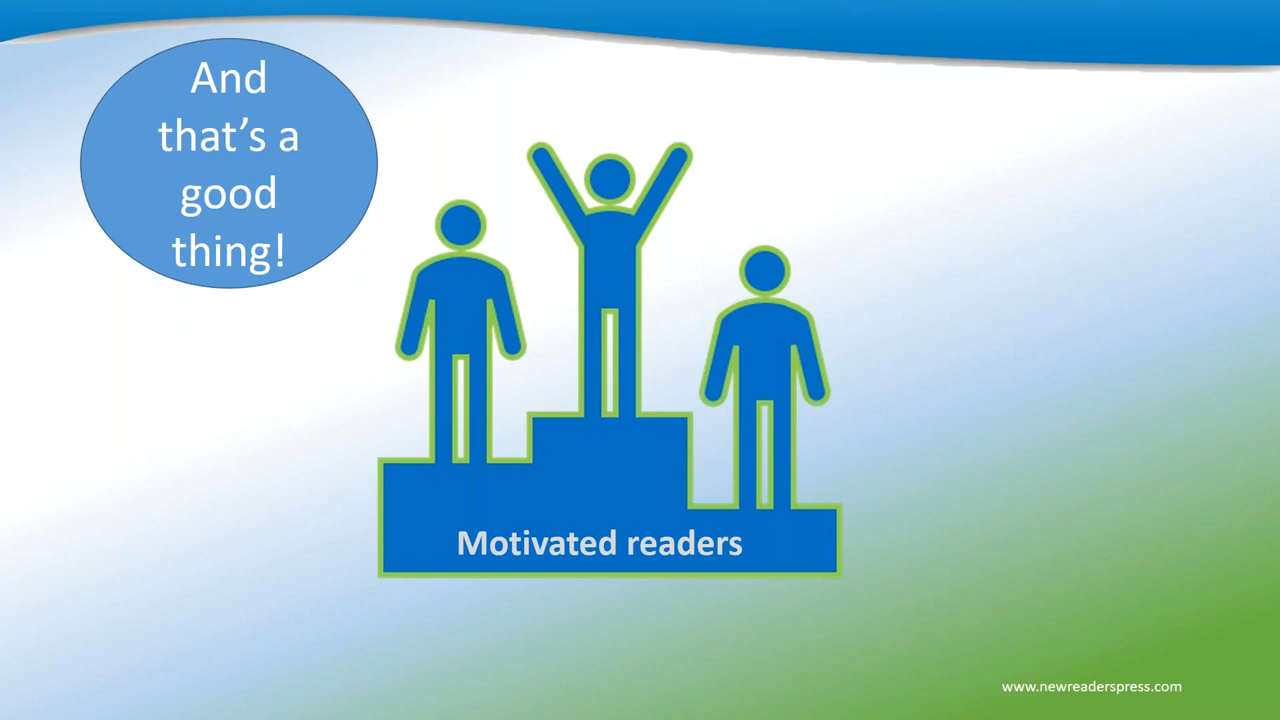 And
that’s a
good
thing!
Motivated readers
www.newreaderspress.com